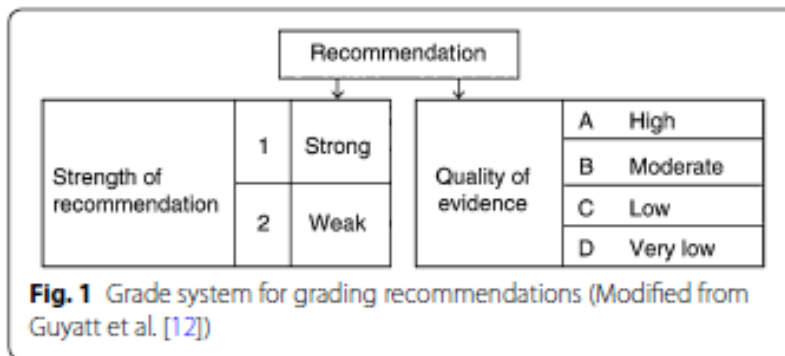 Recommendation
Strength of
recommendation
1 Strong
2 Weak
Quality of
evidence
A High
B Moderate
C Low
D Very low
Fig. 1 Grade system for grading recommendations (Modified from
Guyatt et al. [12])